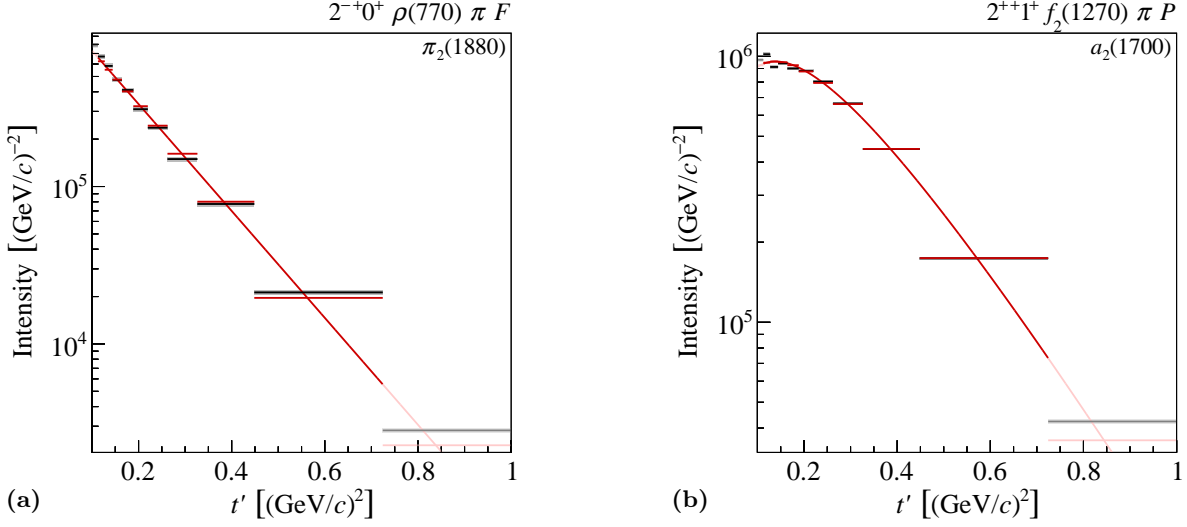 2⁻⁺0⁺ ρ(770) π F
π₂(1880)
Intensity [(GeV/c)⁻²]
10⁵
10⁴
0.2 0.4 0.6 0.8 1
t′ [(GeV/c)²]
(a)
2⁺⁺1⁺ f₂(1270) π P
a₂(1700)
Intensity [(GeV/c)⁻²]
10⁶
10⁵
0.2 0.4 0.6 0.8 1
t′ [(GeV/c)²]
(b)